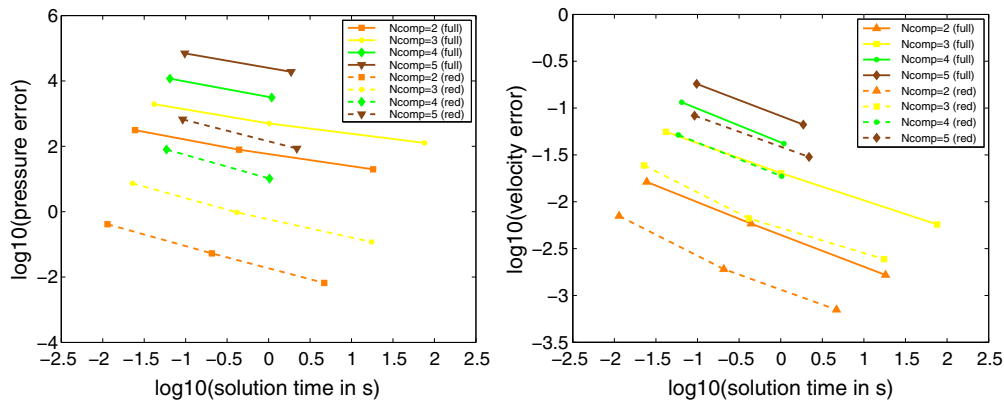 6
4
2
0
−2
−4
−2.5
−2
−1.5
−1
−0.5
0
0.5
1
1.5
2
2.5
log10(solution time in s)
log10(pressure error)
Ncomp=2 (full)
Ncomp=3 (full)
Ncomp=4 (full)
Ncomp=5 (full)
Ncomp=2 (red)
Ncomp=3 (red)
Ncomp=4 (red)
Ncomp=5 (red)
0
−0.5
−1
−1.5
−2
−2.5
−3
−3.5
−2.5
−2
−1.5
−1
−0.5
0
0.5
1
1.5
2
2.5
log10(solution time in s)
log10(velocity error)
Ncomp=2 (full)
Ncomp=3 (full)
Ncomp=4 (full)
Ncomp=5 (full)
Ncomp=2 (red)
Ncomp=3 (red)
Ncomp=4 (red)
Ncomp=5 (red)